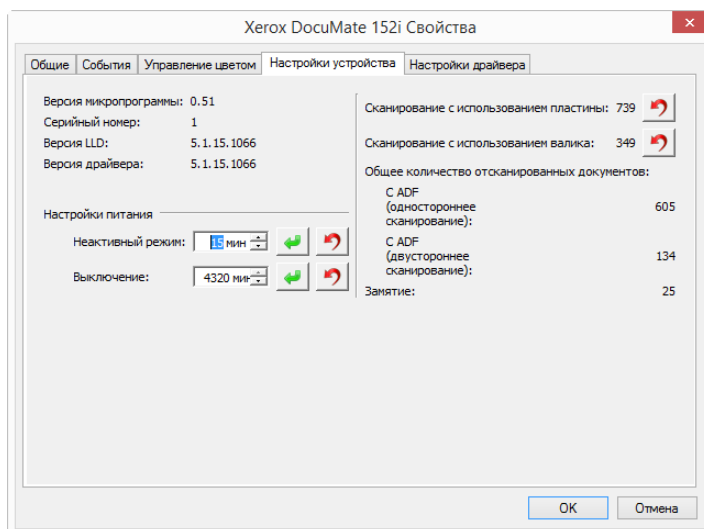 Xerox DocuMate 152i Свойства
Общие События Управление цветом Настройки устройства Настройки драйвера
Версия микропрограммы: 0.51
Серийный номер: 1
Версия LLD: 5.1.15.1066
Версия драйвера: 5.1.15.1066
Настройки питания
Неактивный режим: 15 мин
Выключение: 4320 мин
Сканирование с использованием пластины: 739
Сканирование с использованием валика: 349
Общее количество отсканированных документов:
С ADF
(одностороннее
сканирование): 605
С ADF
(двустороннее
сканирование): 134
Замятие: 25
OK Отмена